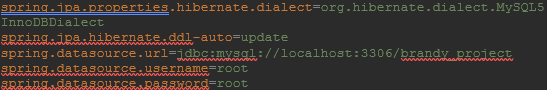 spring.jpa.properties.hibernate.dialect=org.hibernate.dialect.MySQL5
InnoDBDialect
spring.jpa.hibernate.ddl-auto=update
spring.datasource.url=jdbc:mysql://localhost:3306/brandy_project
spring.datasource.username=root
spring.datasource.password=root